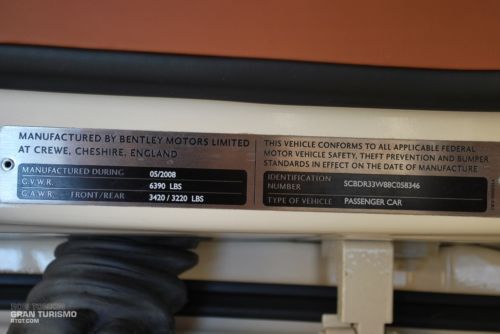 MANUFACTURED BY BENTLEY MOTORS LIMITED
AT CREWE, CHESHIRE, ENGLAND
MANUFACTURED DURING 05/2008
G.V.W.R. 6390 LBS
G.A.W.R. FRONT/REAR 3420 / 3220 LBS
THIS VEHICLE CONFORMS TO ALL APPLICABLE FEDERAL
MOTOR VEHICLE SAFETY, THEFT PREVENTION AND BUMPER
STANDARDS IN EFFECT ON THE DATE OF MANUFACTURE
IDENTIFICATION
NUMBER SCBDR33W88C058346
TYPE OF VEHICLE PASSENGER CAR
GRAN TURISMO
RTGT.COM